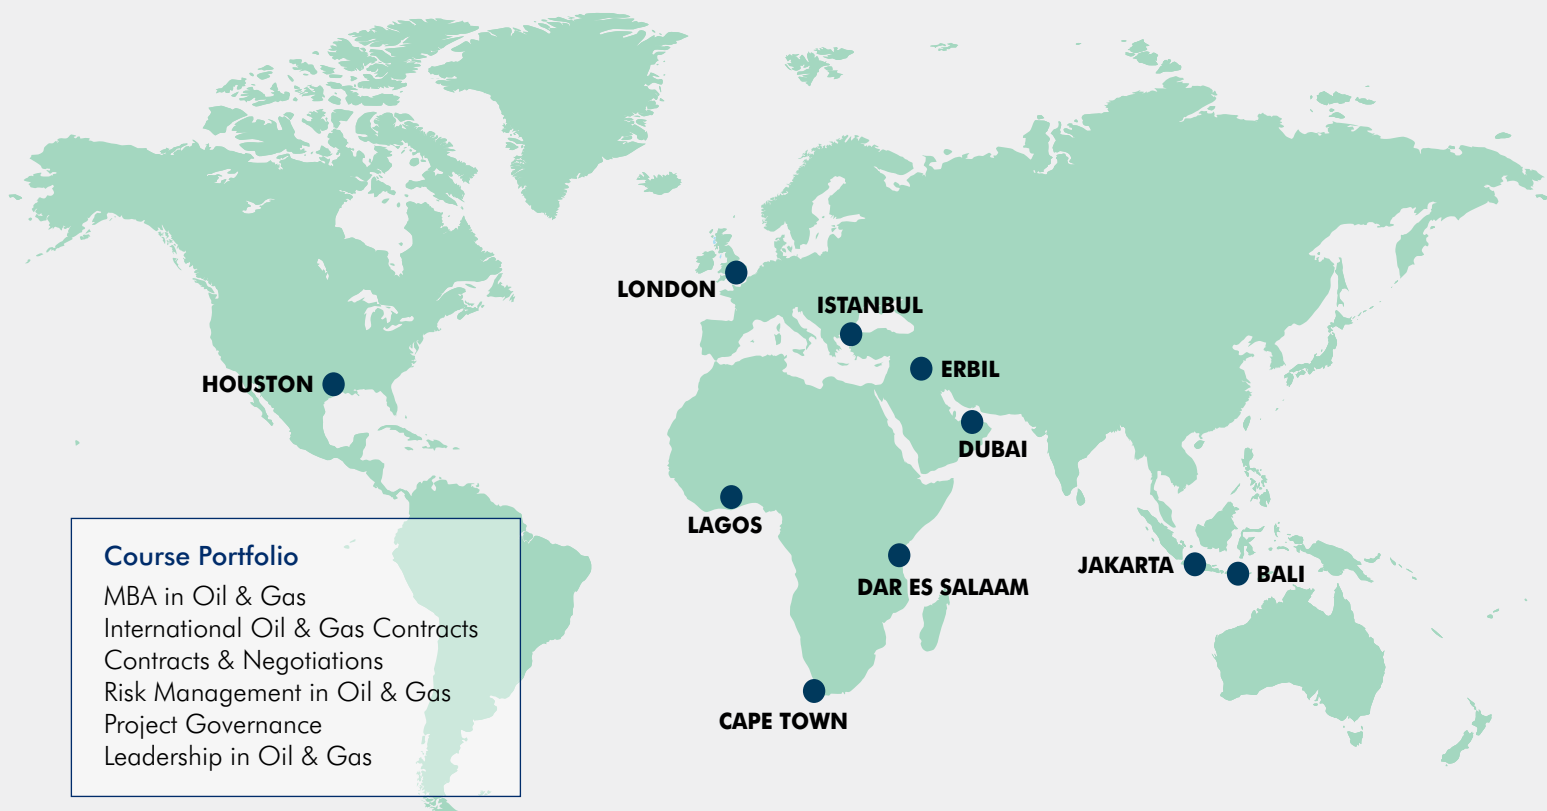 LONDON
ISTANBUL
ERBIL
HOUSTON
DUBAI
LAGOS
JAKARTA
BALI
DAR ES SALAAM
CAPE TOWN
Course Portfolio
MBA in Oil & Gas
International Oil & Gas Contracts
Contracts & Negotiations
Risk Management in Oil & Gas
Project Governance
Leadership in Oil & Gas